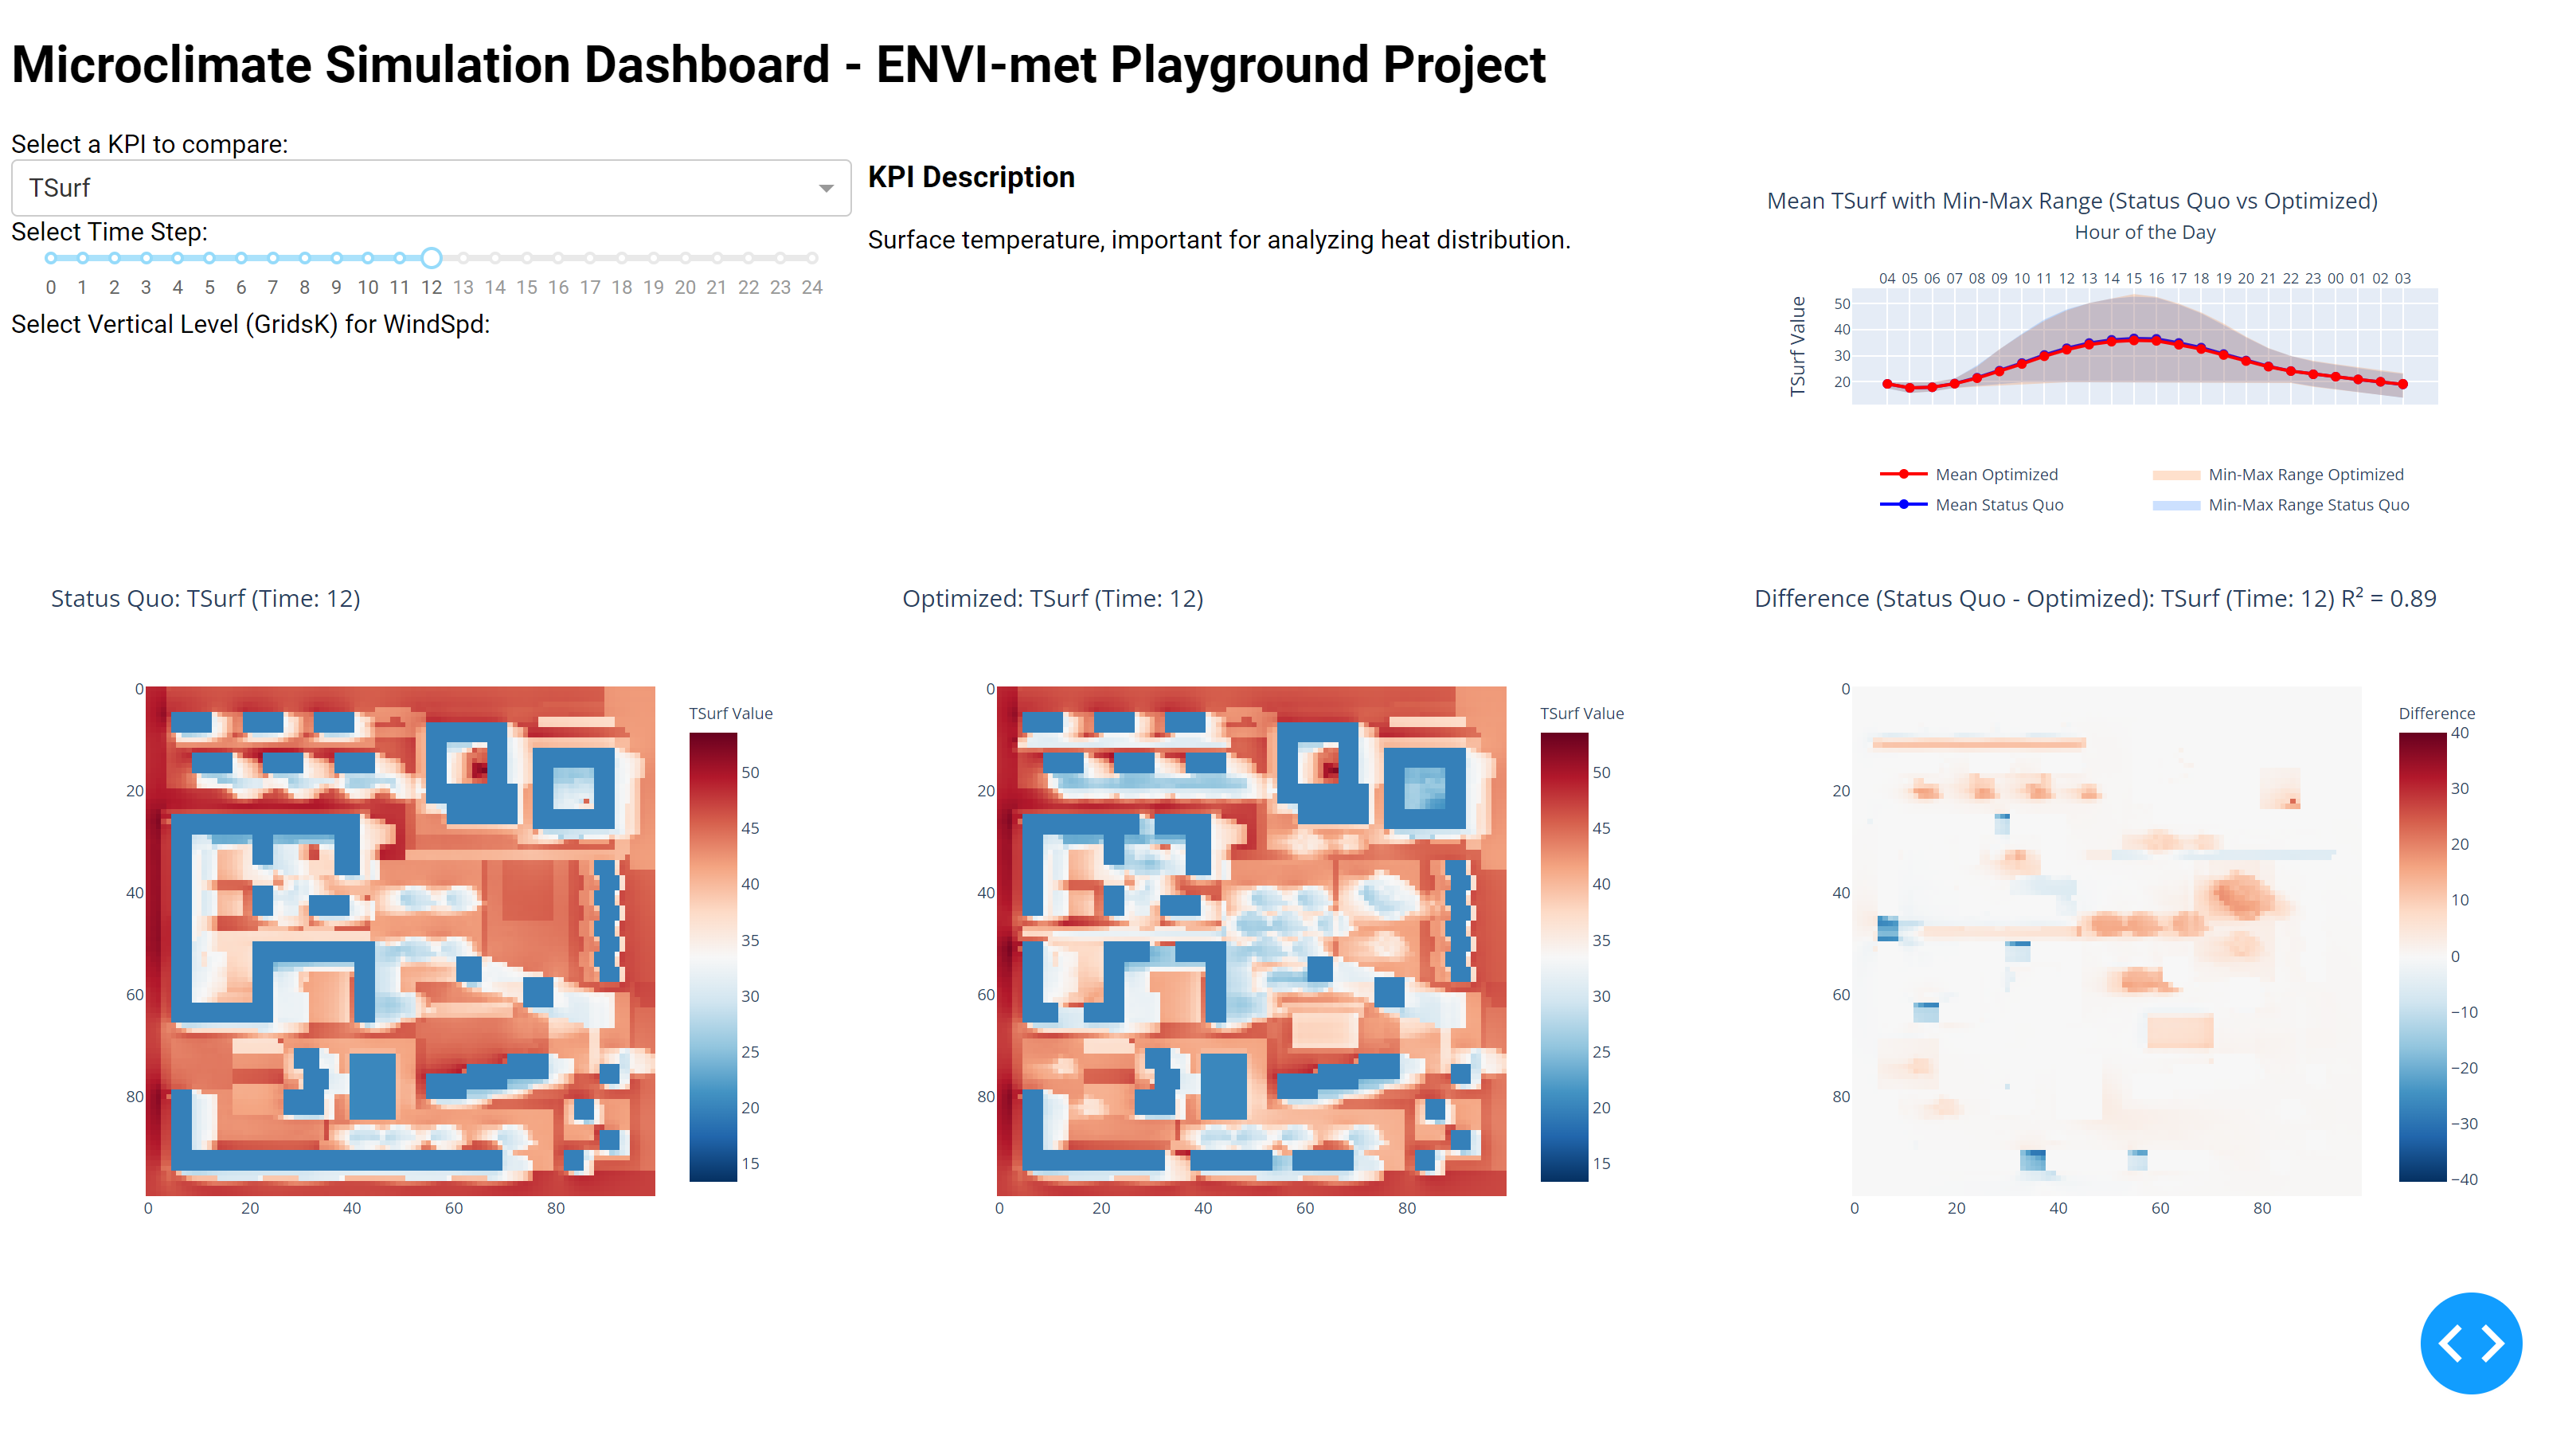 Microclimate Simulation Dashboard - ENVI-met Playground Project
Select a KPI to compare:
TSurf
Select Time Step:
0 1 2 3 4 5 6 7 8 9 10 11 12 13 14 15 16 17 18 19 20 21 22 23 24
Select Vertical Level (GridsK) for WindSpd:
KPI Description
Surface temperature, important for analyzing heat distribution.
Mean TSurf with Min-Max Range (Status Quo vs Optimized)
Hour of the Day
04 05 06 07 08 09 10 11 12 13 14 15 16 17 18 19 20 21 22 23 00 01 02 03
TSurf Value
50
40
30
20
Mean Optimized
Min-Max Range Optimized
Mean Status Quo
Min-Max Range Status Quo
Status Quo: TSurf (Time: 12)
0
20
40
60
80
0 20 40 60 80
TSurf Value
50
45
40
35
30
25
20
15
Optimized: TSurf (Time: 12)
0
20
40
60
80
0 20 40 60 80
TSurf Value
50
45
40
35
30
25
20
15
Difference (Status Quo - Optimized): TSurf (Time: 12) R² = 0.89
0
20
40
60
80
0 20 40 60 80
Difference
40
30
20
10
0
−10
−20
−30
−40